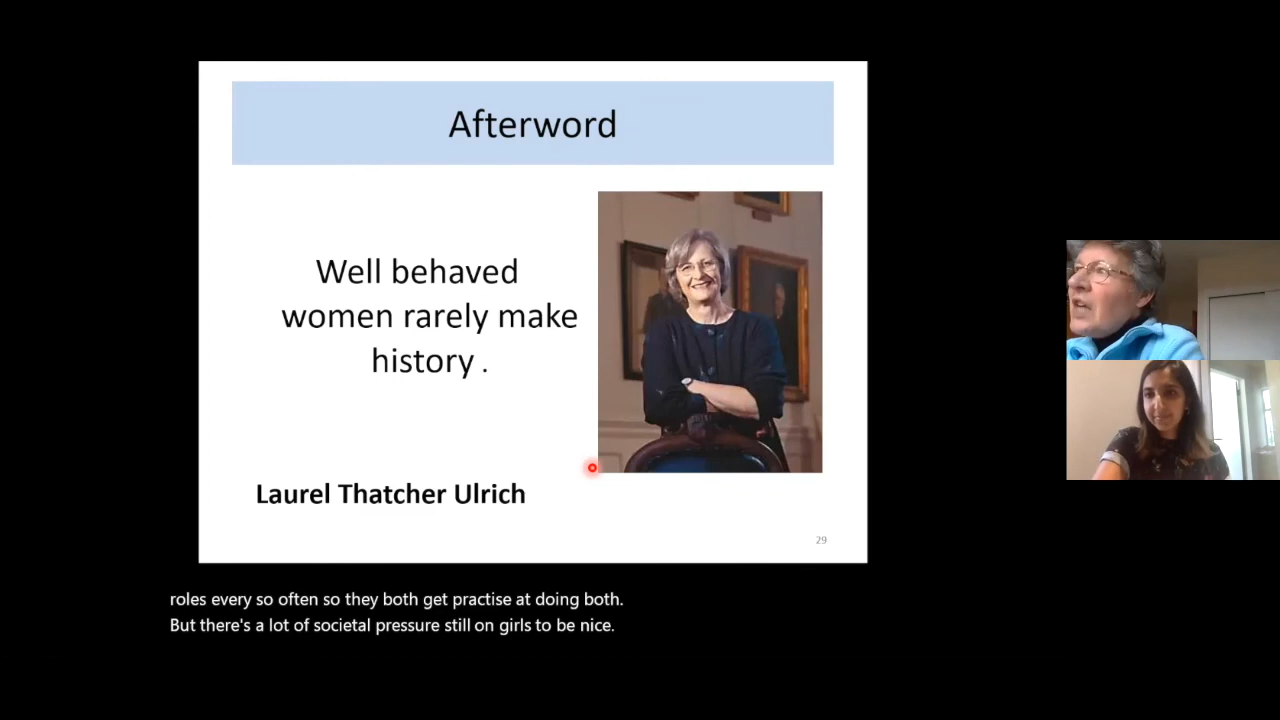 Afterword
Well behaved
women rarely make
history .
Laurel Thatcher Ulrich
29
roles every so often so they both get practise at doing both.
But there's a lot of societal pressure still on girls to be nice.